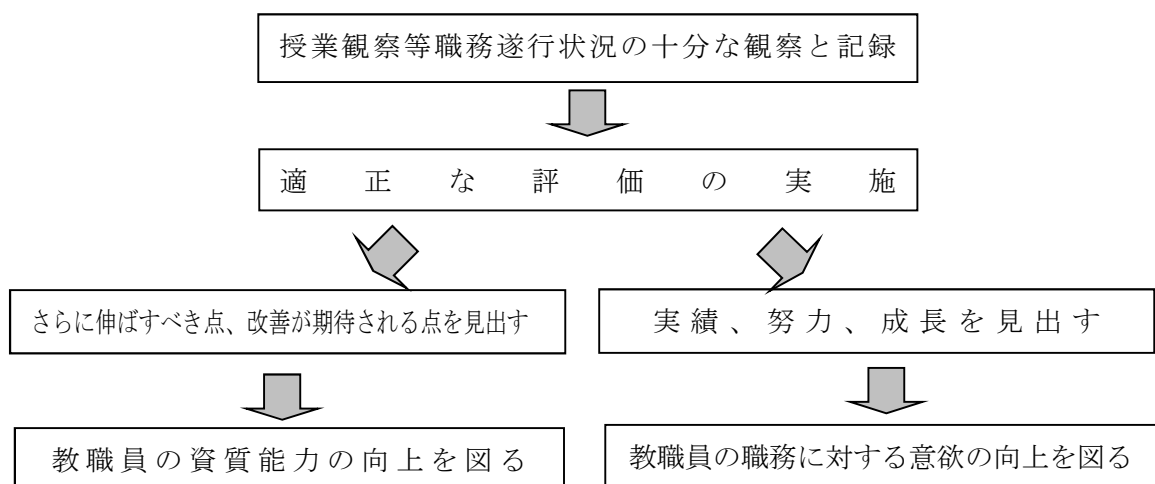 授業観察等職務遂行状況の十分な観察と記録
適正な評価の実施
さらに伸ばすべき点、改善が期待される点を見出す
実績、努力、成長を見出す
教職員の資質能力の向上を図る
教職員の職務に対する意欲の向上を図る